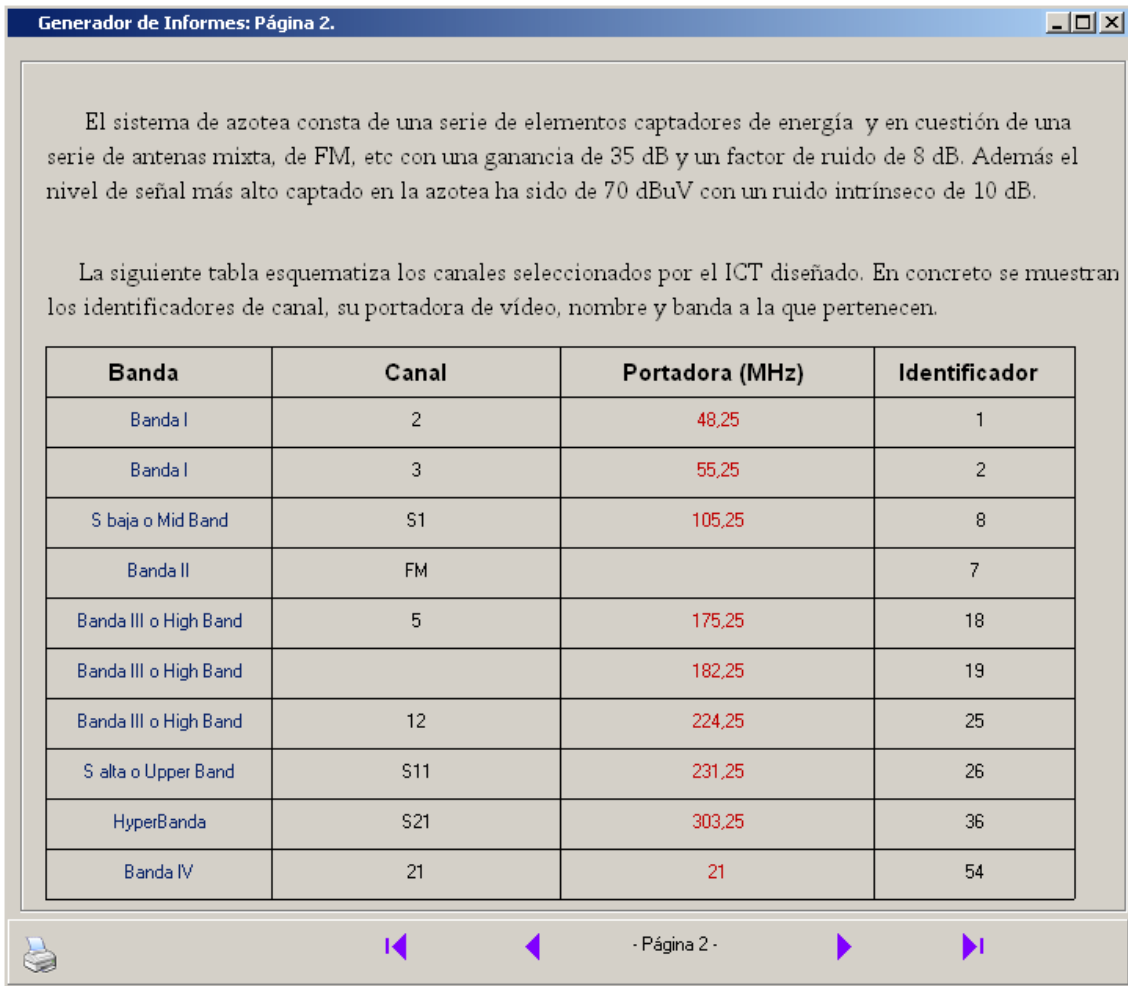 Generador de Informes: Página 2.
El sistema de azotea consta de una serie de elementos captadores de energía y en cuestión de una
serie de antenas mixta, de FM, etc con una ganancia de 35 dB y un factor de ruido de 8 dB. Además el
nivel de señal más alto captado en la azotea ha sido de 70 dBuV con un ruido intrínseco de 10 dB.
La siguiente tabla esquematiza los canales seleccionados por el ICT diseñado. En concreto se muestran
los identificadores de canal, su portadora de vídeo, nombre y banda a la que pertenecen.
Banda Canal Portadora (MHz) Identificador
Banda I 2 48,25 1
Banda I 3 55,25 2
S baja o Mid Band S1 105,25 8
Banda II FM 7
Banda III o High Band 5 175,25 18
Banda III o High Band 182,25 19
Banda III o High Band 12 224,25 25
S alta o Upper Band S11 231,25 26
HyperBanda S21 303,25 36
Banda IV 21 21 54
- Página 2 -